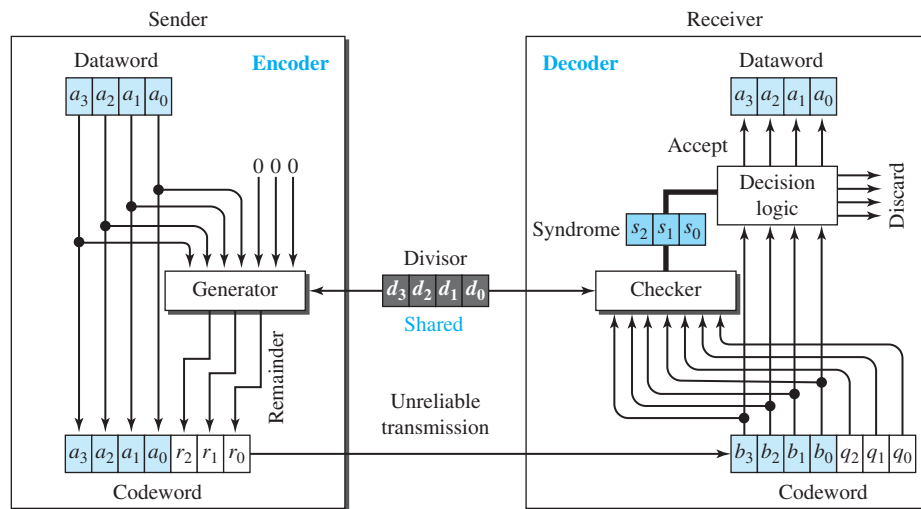 Sender
Encoder
Dataword
a3 a2 a1 a0
0 0 0
Generator
Remainder
a3 a2 a1 a0 r2 r1 r0
Codeword
Divisor
d3 d2 d1 d0
Shared
Unreliable
transmission
Receiver
Decoder
Dataword
a3 a2 a1 a0
Accept
Decision
logic
Discard
Syndrome
s2 s1 s0
Checker
b3 b2 b1 b0 q2 q1 q0
Codeword